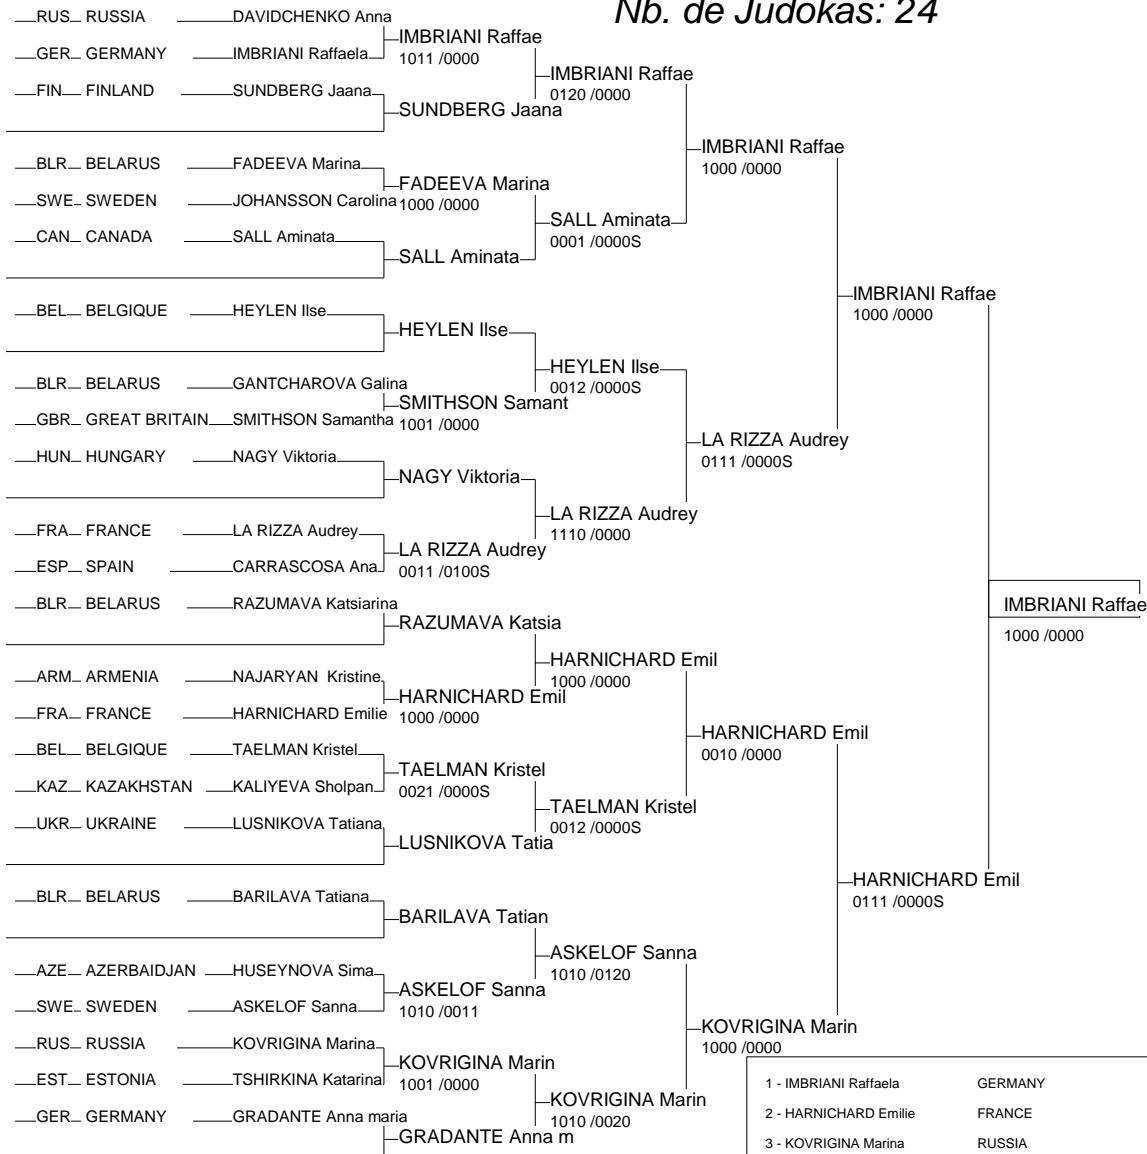 Nb. de Judokas: 24
RUS RUSSIA DAVIDCHENKO Anna
IMBRIANI Raffae
GER GERMANY IMBRIANI Raffaela
1011 /0000
IMBRIANI Raffae
FIN FINLAND SUNDBERG Jaana
0120 /0000
SUNDBERG Jaana
IMBRIANI Raffae
BLR BELARUS FADEEVA Marina
1000 /0000
FADEEVA Marina
SWE SWEDEN JOHANSSON Carolina
1000 /0000
SALL Aminata
CAN CANADA SALL Aminata
0001 /0000S
SALL Aminata
IMBRIANI Raffae
BEL BELGIQUE HEYLEN Ilse
1000 /0000
HEYLEN Ilse
HEYLEN Ilse
BLR BELARUS GANTCHAROVA Galina
0012 /0000S
SMITHSON Samant
GBR GREAT BRITAIN SMITHSON Samantha
1001 /0000
LA RIZZA Audrey
HUN HUNGARY NAGY Viktoria
0111 /0000S
NAGY Viktoria
LA RIZZA Audrey
FRA FRANCE LA RIZZA Audrey
1110 /0000
LA RIZZA Audrey
ESP SPAIN CARRASCOSA Ana
0011 /0100S
BLR BELARUS RAZUMAVA Katsiarina
IMBRIANI Raffae
RAZUMAVA Katsia
1000 /0000
HARNICHARD Emil
ARM ARMENIA NAJARYAN Kristine
1000 /0000
HARNICHARD Emil
FRA FRANCE HARNICHARD Emilie
1000 /0000
HARNICHARD Emil
BEL BELGIQUE TAELMAN Kristel
0010 /0000
TAELMAN Kristel
KAZ KAZAKHSTAN KALIYEVA Sholpan
0021 /0000S
TAELMAN Kristel
UKR UKRAINE LUSNIKOVA Tatiana
0012 /0000S
LUSNIKOVA Tatia
HARNICHARD Emil
BLR BELARUS BARILAVA Tatiana
0111 /0000S
BARILAVA Tatian
ASKELOF Sanna
AZE AZERBAIDJAN HUSEYNOVA Sima
1010 /0120
ASKELOF Sanna
SWE SWEDEN ASKELOF Sanna
1010 /0011
KOVRIGINA Marin
RUS RUSSIA KOVRIGINA Marina
1000 /0000
KOVRIGINA Marin
EST ESTONIA TSHIRKINA Katarina
1001 /0000
KOVRIGINA Marin
GER GERMANY GRADANTE Anna maria
1010 /0020
GRADANTE Anna m
1 - IMBRIANI Raffaela GERMANY
2 - HARNICHARD Emilie FRANCE
3 - KOVRIGINA Marina RUSSIA